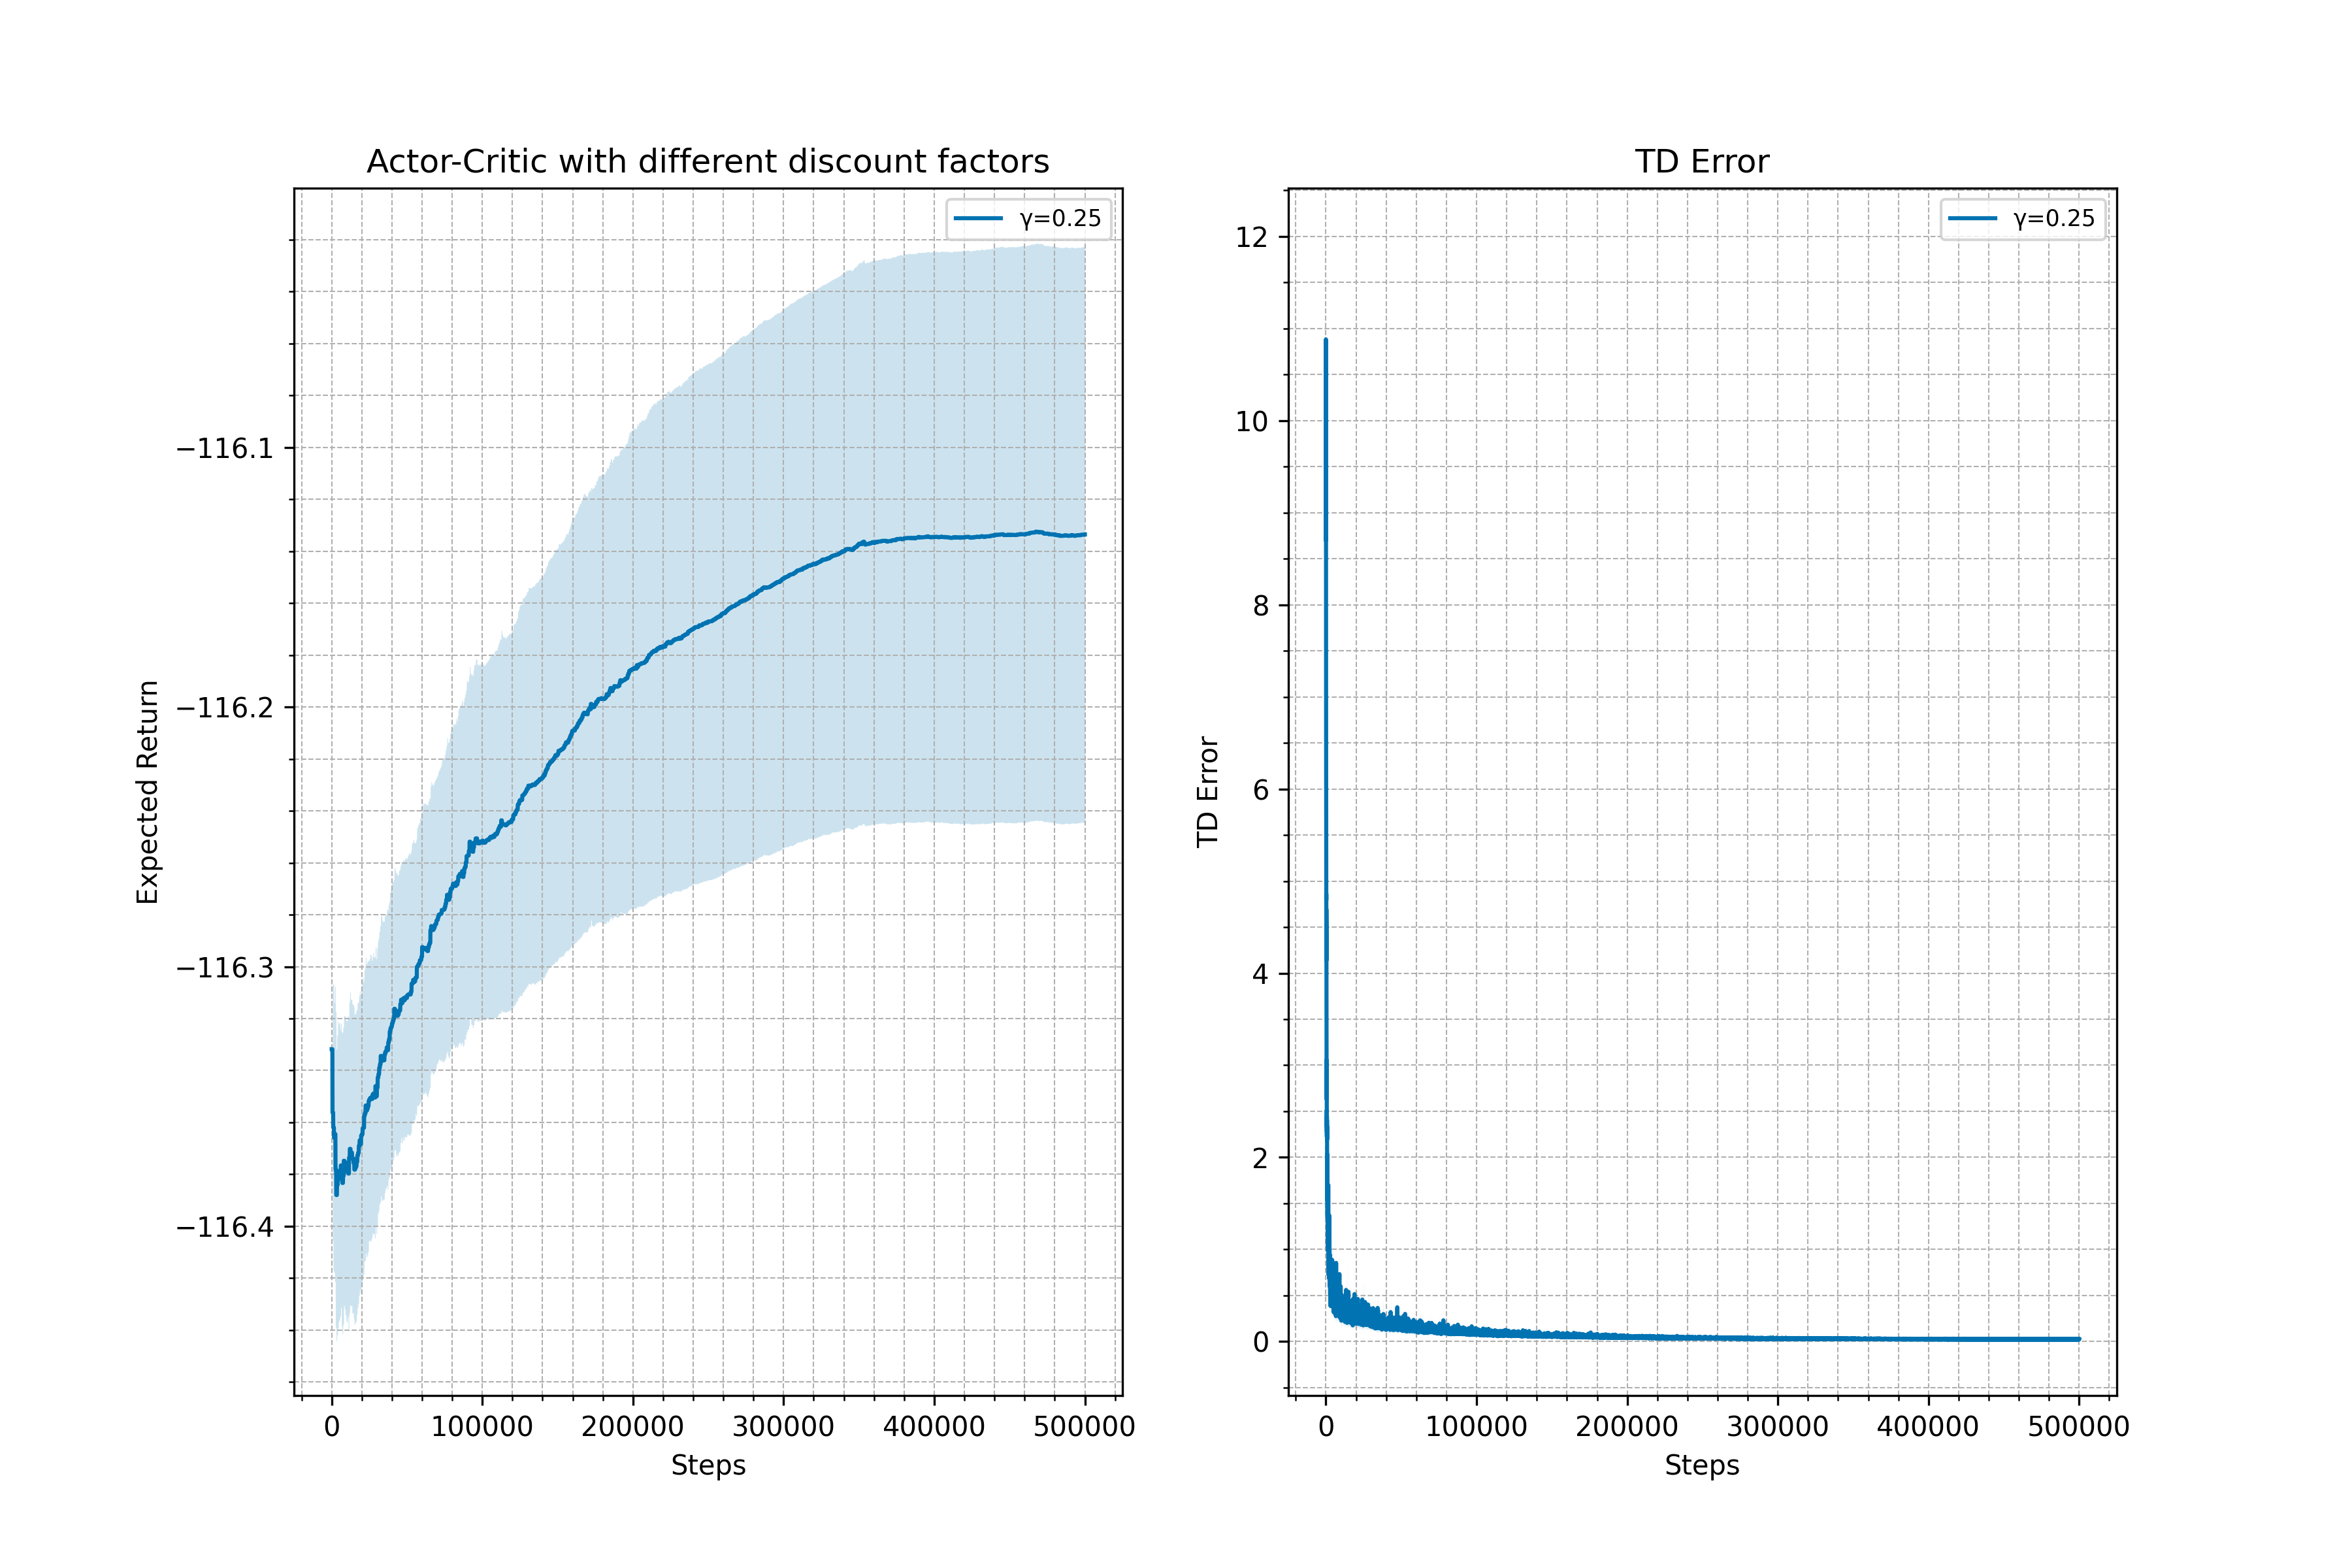 Actor-Critic with different discount factors
γ=0.25
Expected Return
−116.1
−116.2
−116.3
−116.4
0 100000 200000 300000 400000 500000
Steps
TD Error
γ=0.25
TD Error
12
10
8
6
4
2
0
0 100000 200000 300000 400000 500000
Steps